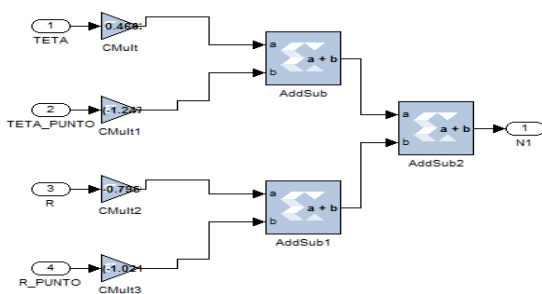 1
TETA
0.468
CMult
2
TETA_PUNTO
(-1.247
CMult1
a
b
a + b
AddSub
3
R
-0.796
CMult2
4
R_PUNTO
(-1.021
CMult3
a
b
a + b
AddSub1
a
b
a + b
AddSub2
1
N1